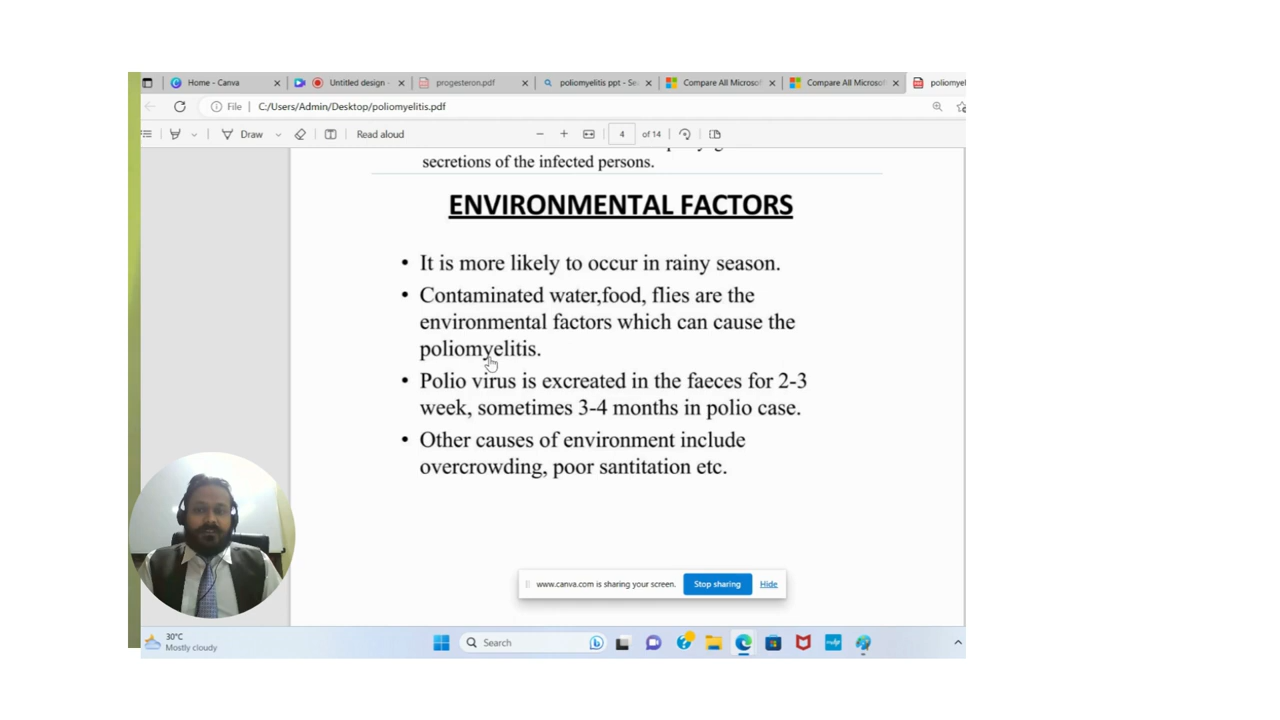 Home - Canva
Untitled design -
progesteron.pdf
poliomyelitis ppt - Se
Compare All Microsof
Compare All Microsof
poliomyel
File | C:/Users/Admin/Desktop/poliomyelitis.pdf
Draw
Read aloud
4 of 14
secretions of the infected persons.
ENVIRONMENTAL FACTORS
• It is more likely to occur in rainy season.
• Contaminated water,food, flies are the
environmental factors which can cause the
poliomyelitis.
• Polio virus is excreated in the faeces for 2-3
week, sometimes 3-4 months in polio case.
• Other causes of environment include
overcrowding, poor santitation etc.
www.canva.com is sharing your screen.
Stop sharing
Hide
30°C
Mostly cloudy
Search